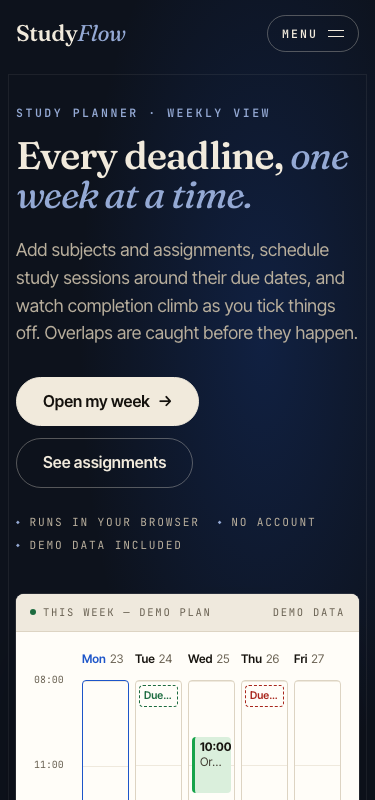 StudyFlow
MENU
STUDY PLANNER · WEEKLY VIEW
Every deadline, one
week at a time.
Add subjects and assignments, schedule
study sessions around their due dates, and
watch completion climb as you tick things
off. Overlaps are caught before they happen.
Open my week →
See assignments
RUNS IN YOUR BROWSER
NO ACCOUNT
DEMO DATA INCLUDED
THIS WEEK — DEMO PLAN
DEMO DATA
Mon 23 Tue 24 Wed 25 Thu 26 Fri 27
08:00
Due...
Due...
10:00
Or...
11:00